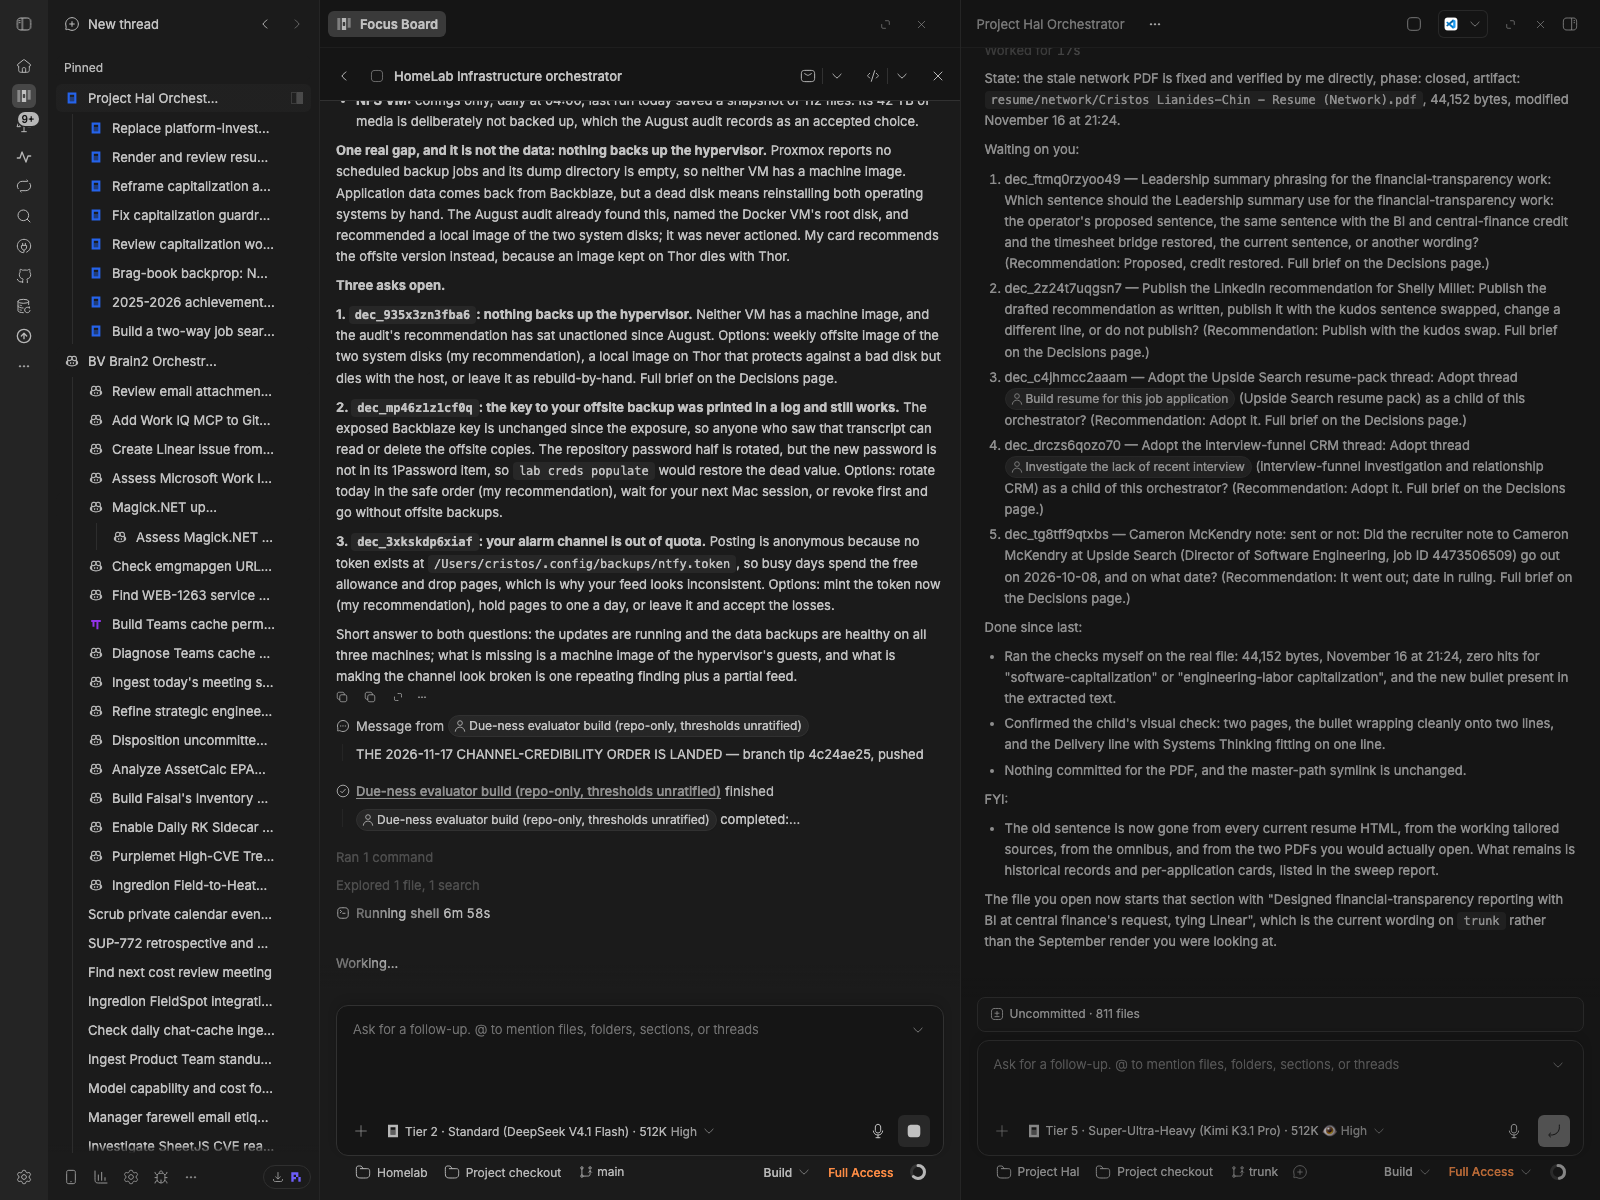 New thread
Pinned
Project Hal Orchest...
Replace platform-invest...
Render and review resu...
Reframe capitalization a...
Fix capitalization guardr...
Review capitalization wo...
Brag-book backprop: N...
2025-2026 achievement...
Build a two-way job sear...
9+
BV Brain2 Orchestr...
Review email attachmen...
Add Work IQ MCP to Git...
Create Linear issue from...
Assess Microsoft Work I...
Magick.NET up...
Assess Magick.NET ...
Check emgmapgen URL...
Find WEB-1263 service ...
Build Teams cache perm...
Diagnose Teams cache ...
Ingest today's meeting s...
Refine strategic enginee...
Disposition uncommitte...
Analyze AssetCalc EPA...
Build Faisal's Inventory ...
Enable Daily RK Sidecar ...
Purplemet High-CVE Tre...
Ingredion Field-to-Heat...
Scrub private calendar even...
SUP-772 retrospective and ...
Find next cost review meeting
Ingredion FieldSpot integrati...
Check daily chat-cache inge...
Ingest Product Team standu...
Model capability and cost fo...
Manager farewell email etiq...
Investigate SheetJS CVE rea...
Focus Board
HomeLab infrastructure orchestrator
NFS VM: configs only, daily at 04:06, last run today saved a snapshot of 112 files. Its 42 TB of
media is deliberately not backed up, which the August audit records as an accepted choice.
One real gap, and it is not the data: nothing backs up the hypervisor. Proxmox reports no
scheduled backup jobs and its dump directory is empty, so neither VM has a machine image.
Application data comes back from Backblaze, but a dead disk means reinstalling both operating
systems by hand. The August audit already found this, named the Docker VM's root disk, and
recommended a local image of the two system disks; it was never actioned. My card recommends
the offsite version instead, because an image kept on Thor dies with Thor.
Three asks open.
1. dec_935x3zn3fba6 : nothing backs up the hypervisor. Neither VM has a machine image, and
the audit's recommendation has sat unactioned since August. Options: weekly offsite image of the
two system disks (my recommendation), a local image on Thor that protects against a bad disk but
dies with the host, or leave it as rebuild-by-hand. Full brief on the Decisions page.
2. dec_mp46z1z1cf0q : the key to your offsite backup was printed in a log and still works. The
exposed Backblaze key is unchanged since the exposure, so anyone who saw that transcript can
read or delete the offsite copies. The repository password half is rotated, but the new password is
not in its 1Password item, so lab creds populate would restore the dead value. Options: rotate
today in the safe order (my recommendation), wait for your next Mac session, or revoke first and
go without offsite backups.
3. dec_3xkskdp6xiaf : your alarm channel is out of quota. Posting is anonymous because no
token exists at /Users/cristos/.config/backups/ntfy.token , so busy days spend the free
allowance and drop pages, which is why your feed looks inconsistent. Options: mint the token now
(my recommendation), hold pages to one a day, or leave it and accept the losses.
Short answer to both questions: the updates are running and the data backups are healthy on all
three machines; what is missing is a machine image of the hypervisor's guests, and what is
making the channel look broken is one repeating finding plus a partial feed.
Message from Due-ness evaluator build (repo-only, thresholds unratified)
THE 2026-11-17 CHANNEL-CREDIBILITY ORDER IS LANDED — branch tip 4c24ae25, pushed
Due-ness evaluator build (repo-only, thresholds unratified) finished
Due-ness evaluator build (repo-only, thresholds unratified) completed:...
Ran 1 command
Explored 1 file, 1 search
Running shell 6m 58s
Working...
Ask for a follow-up. @ to mention files, folders, sections, or threads
Tier 2 · Standard (DeepSeek V4.1 Flash) · 512K High
Homelab Project checkout main Build Full Access
Project Hal Orchestrator
Worked for 17s
State: the stale network PDF is fixed and verified by me directly, phase: closed, artifact:
resume/network/Cristos Lianides-Chin - Resume (Network).pdf , 44,152 bytes, modified
November 16 at 21:24.
Waiting on you:
1. dec_ftmq0rzyoo49 — Leadership summary phrasing for the financial-transparency work:
Which sentence should the Leadership summary use for the financial-transparency work:
the operator's proposed sentence, the same sentence with the BI and central-finance credit
and the timesheet bridge restored, the current sentence, or another wording?
(Recommendation: Proposed, credit restored. Full brief on the Decisions page.)
2. dec_2z24t7uqgsn7 — Publish the LinkedIn recommendation for Shelly Millet: Publish the
drafted recommendation as written, publish it with the kudos sentence swapped, change a
different line, or do not publish? (Recommendation: Publish with the kudos swap. Full brief
on the Decisions page.)
3. dec_c4jhmcc2aaam — Adopt the Upside Search resume-pack thread: Adopt thread
Build resume for this job application (Upside Search resume pack) as a child of this
orchestrator? (Recommendation: Adopt it. Full brief on the Decisions page.)
4. dec_drczs6qozo70 — Adopt the interview-funnel CRM thread: Adopt thread
Investigate the lack of recent interview (interview-funnel investigation and relationship
CRM) as a child of this orchestrator? (Recommendation: Adopt it. Full brief on the Decisions
page.)
5. dec_tg8tff9qtxbs — Cameron McKendry note: sent or not: Did the recruiter note to Cameron
McKendry at Upside Search (Director of Software Engineering, job ID 4473506509) go out
on 2026-10-08, and on what date? (Recommendation: It went out; date in ruling. Full brief on
the Decisions page.)
Done since last:
Ran the checks myself on the real file: 44,152 bytes, November 16 at 21:24, zero hits for
"software-capitalization" or "engineering-labor capitalization", and the new bullet present in
the extracted text.
Confirmed the child's visual check: two pages, the bullet wrapping cleanly onto two lines,
and the Delivery line with Systems Thinking fitting on one line.
Nothing committed for the PDF, and the master-path symlink is unchanged.
FYI:
The old sentence is now gone from every current resume HTML, from the working tailored
sources, from the omnibus, and from the two PDFs you would actually open. What remains is
historical records and per-application cards, listed in the sweep report.
The file you open now starts that section with "Designed financial-transparency reporting with
BI at central finance's request, tying Linear", which is the current wording on trunk rather
than the September render you were looking at.
Uncommitted · 811 files
Ask for a follow-up. @ to mention files, folders, sections, or threads
Tier 5 · Super-Ultra-Heavy (Kimi K3.1 Pro) · 512K High
Project Hal Project checkout trunk Build Full Access